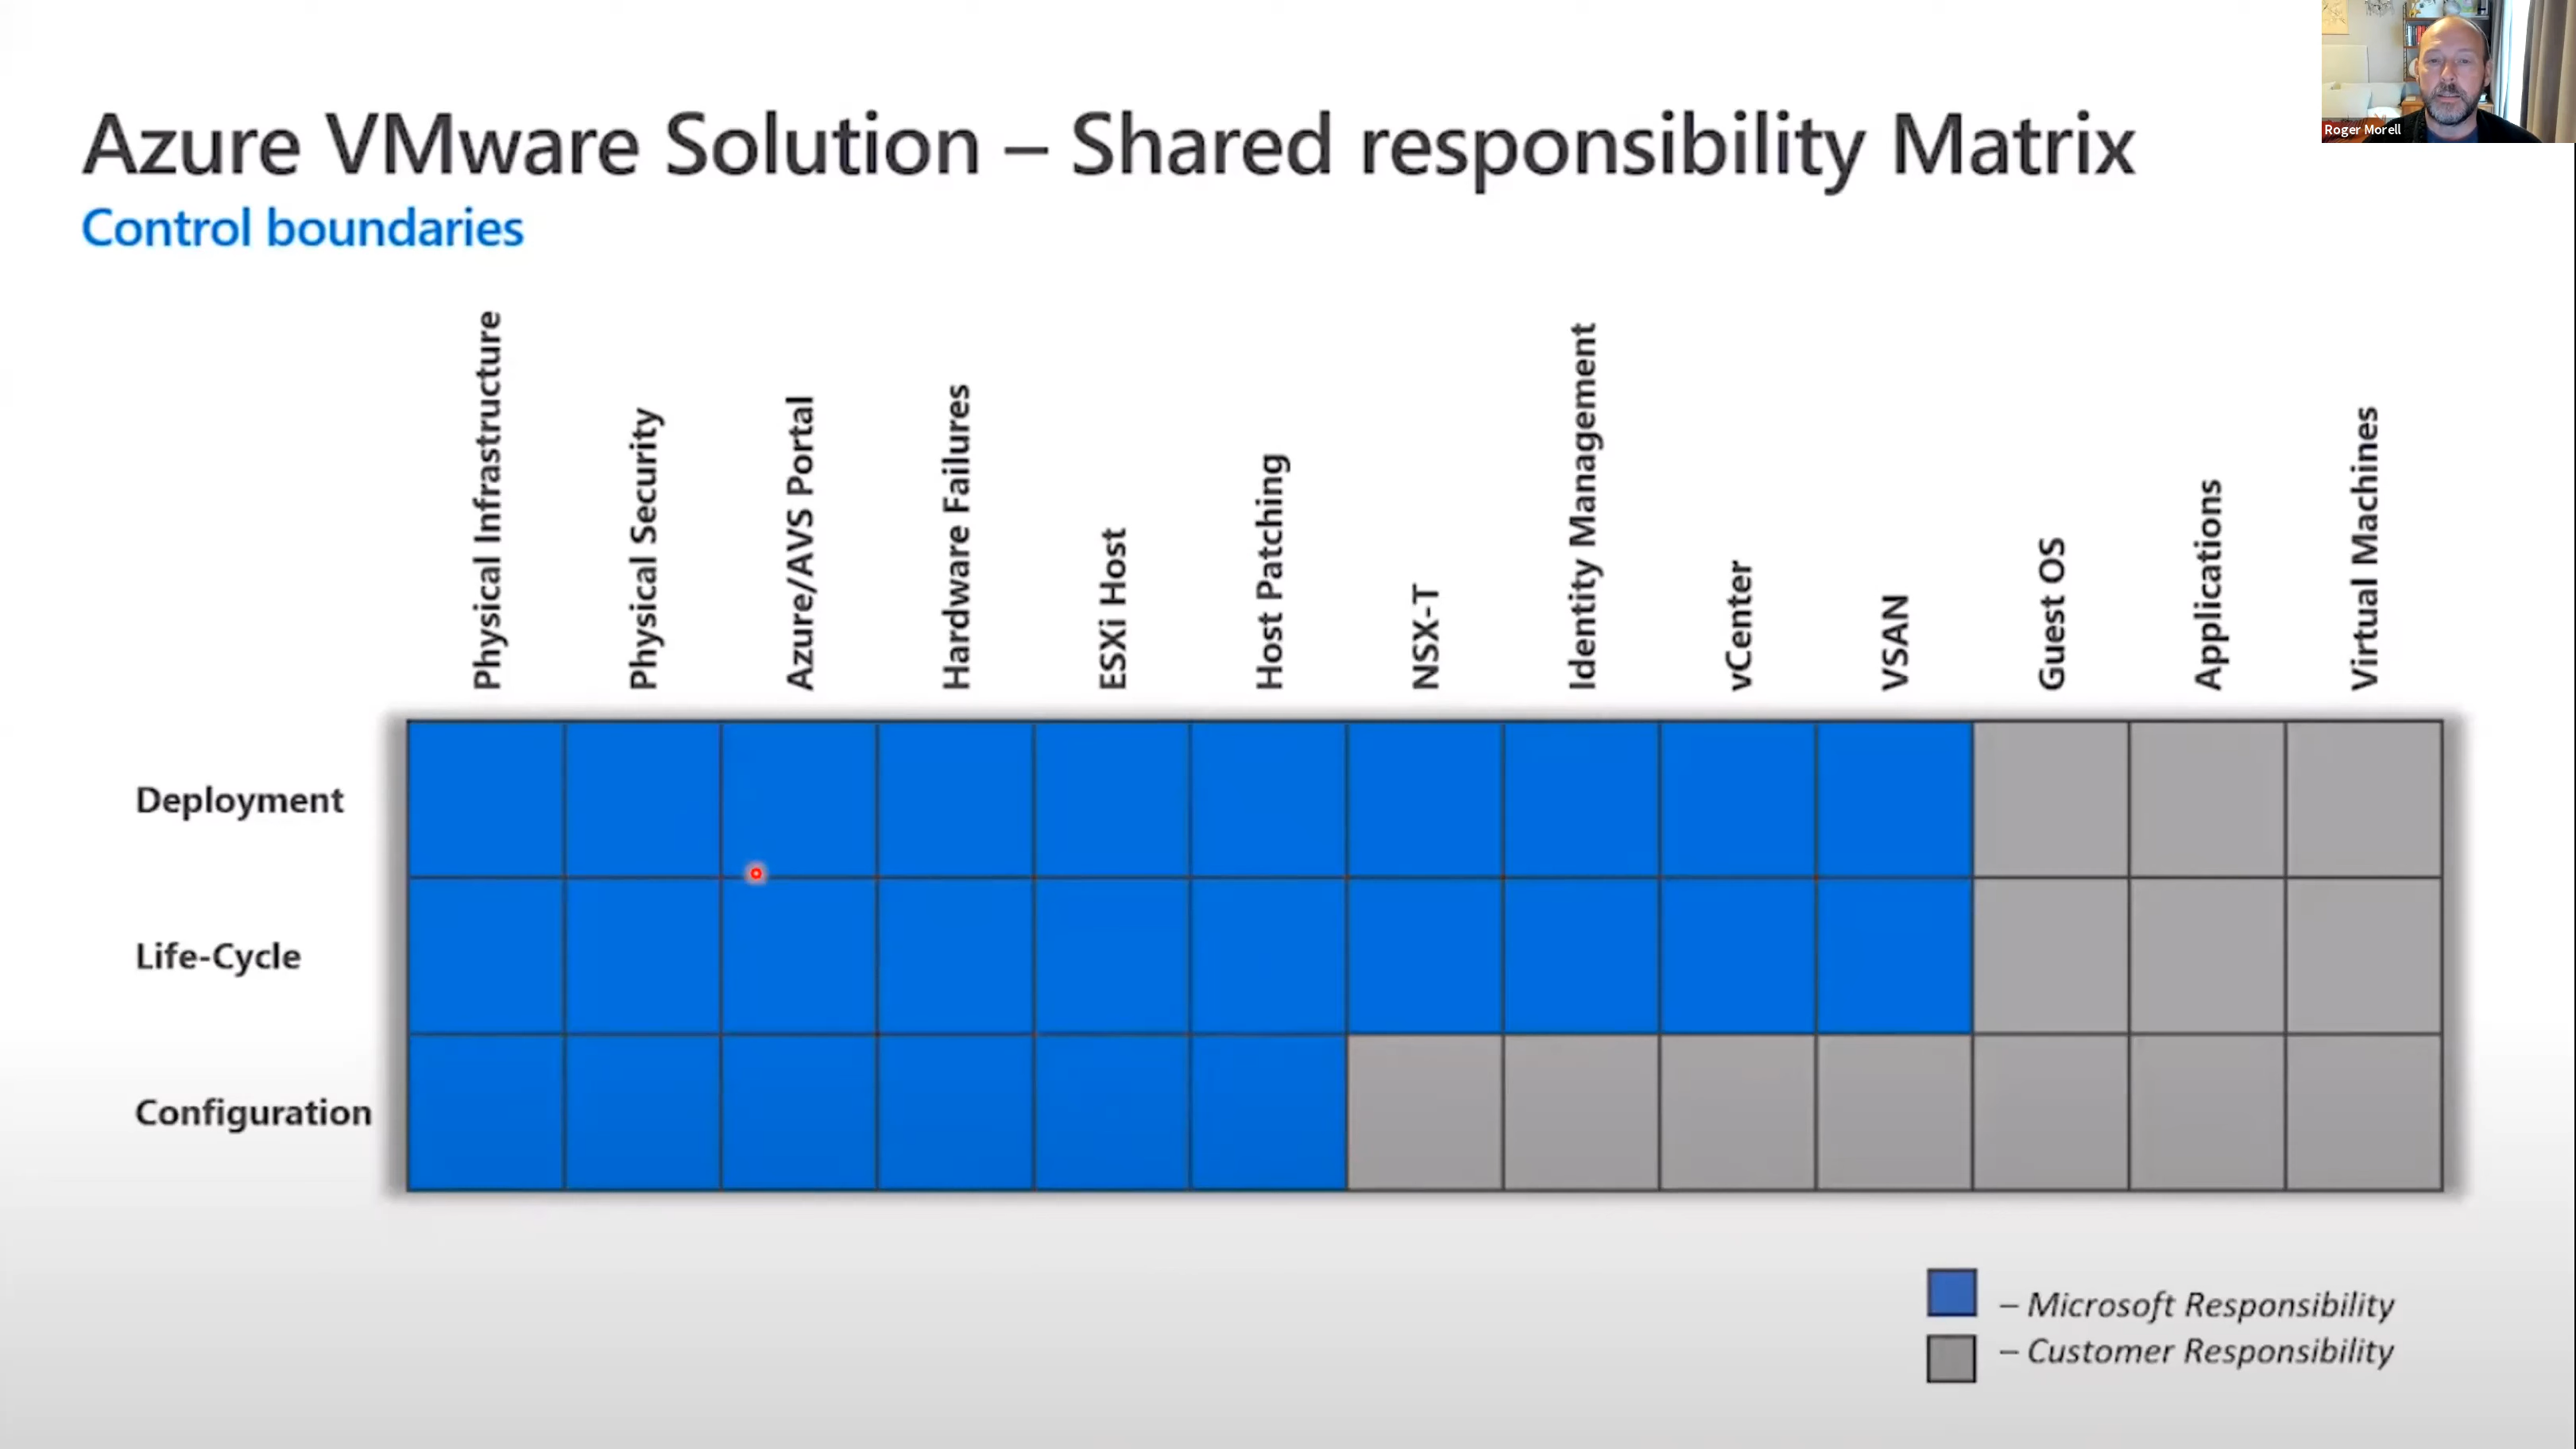 Roger Morell
Azure VMware Solution – Shared responsibility Matrix
Control boundaries
Physical Infrastructure
Physical Security
Azure/AVS Portal
Hardware Failures
ESXi Host
Host Patching
NSX-T
Identity Management
vCenter
VSAN
Guest OS
Applications
Virtual Machines
Deployment
Life-Cycle
Configuration
– Microsoft Responsibility
– Customer Responsibility